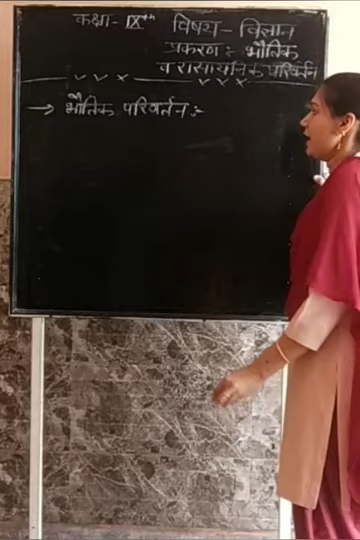 कक्षा- IXth विषय- विज्ञान
प्रकरण :- भौतिक
व रासायनिक परिवर्तन
→ भौतिक परिवर्तन :-